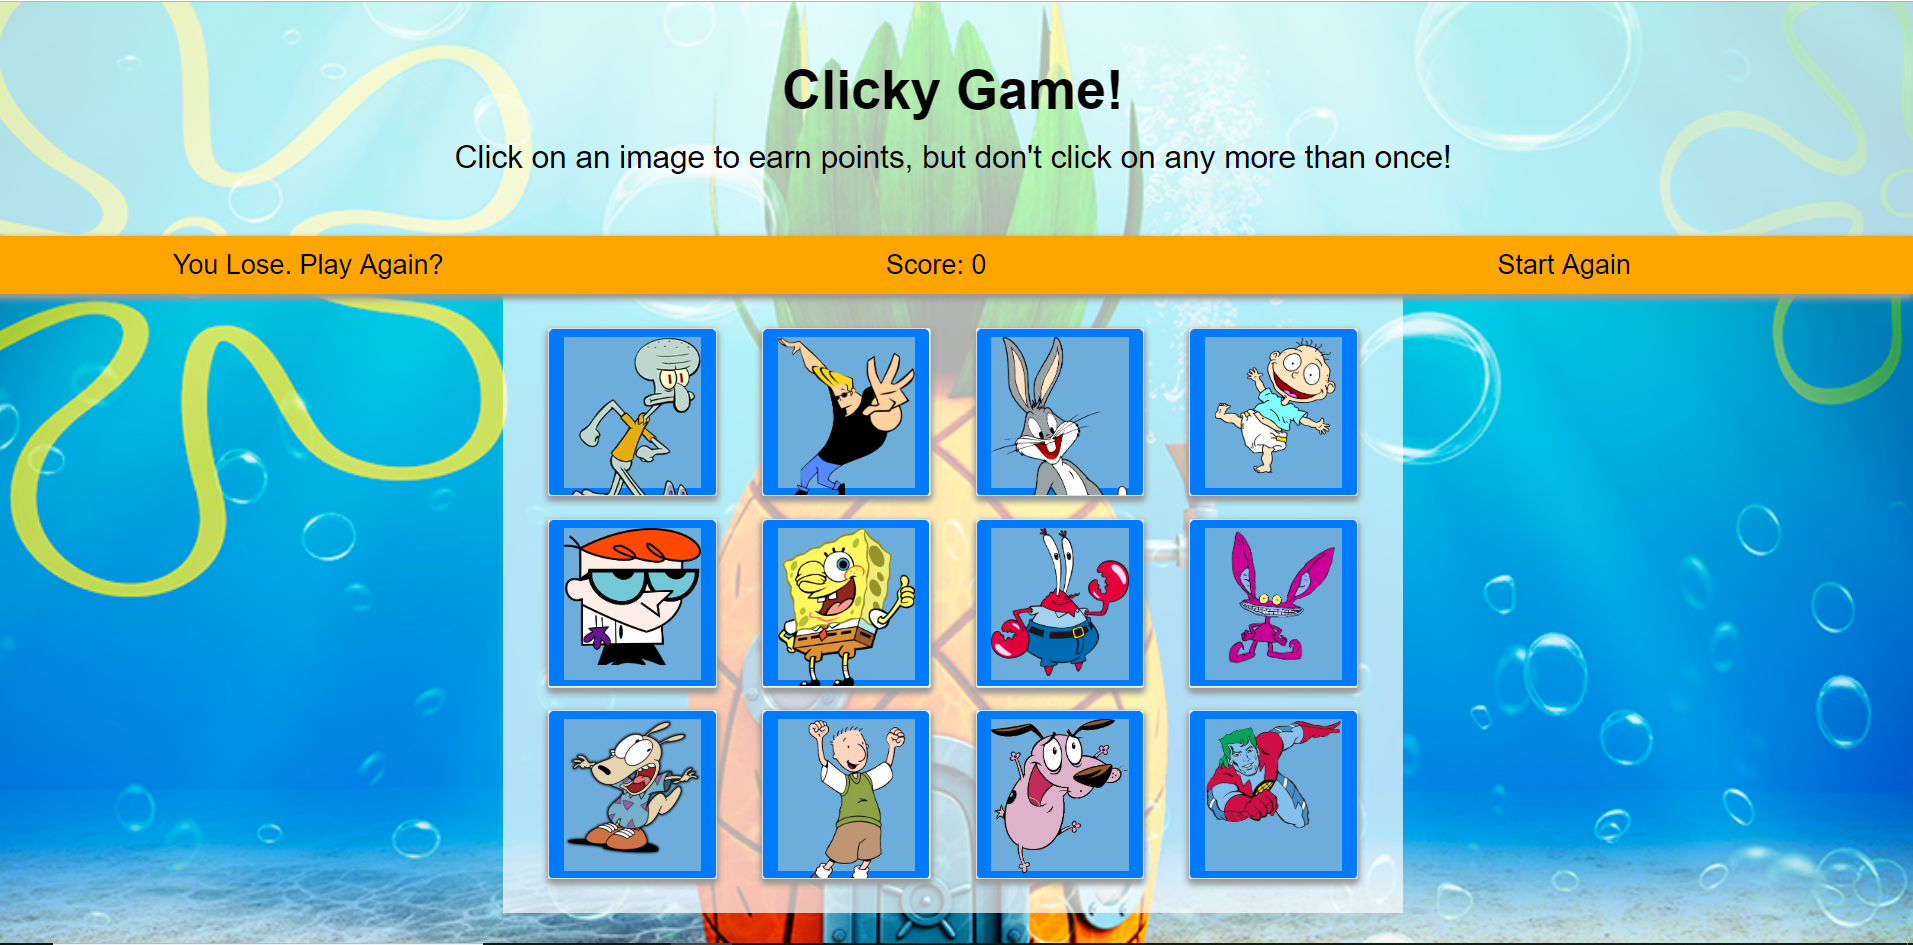 Clicky Game!
Click on an image to earn points, but don't click on any more than once!
You Lose. Play Again?
Score: 0
Start Again